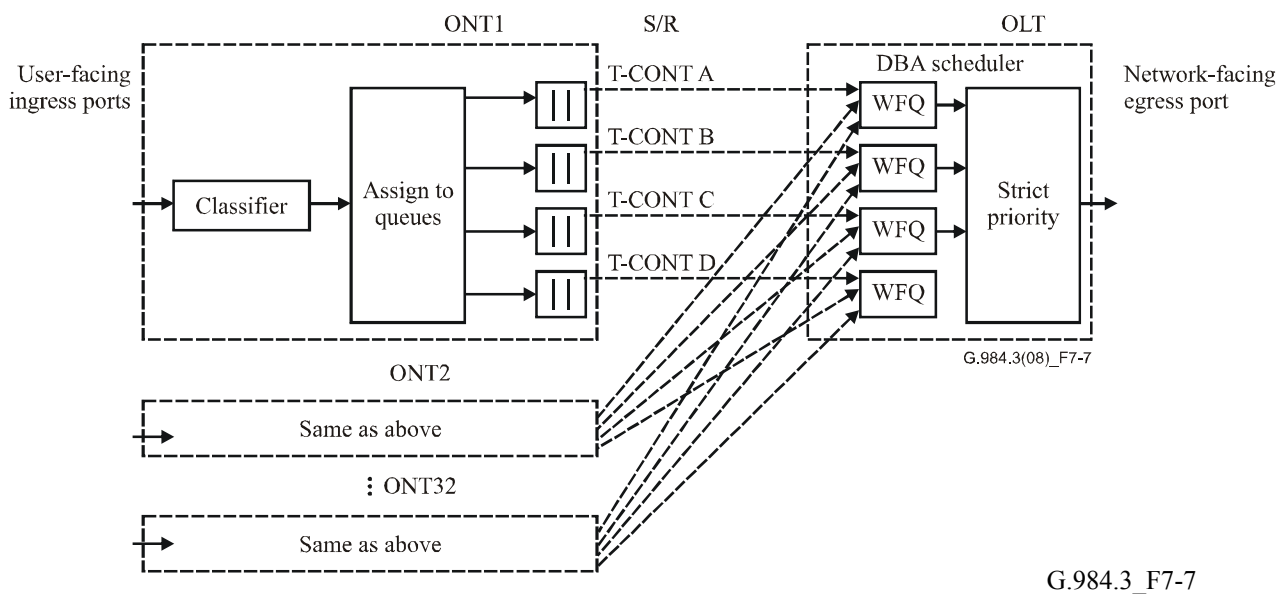 ONT1
S/R
OLT
User-facing
ingress ports
T-CONT A
DBA scheduler
Network-facing
egress port
WFQ
T-CONT B
WFQ
Classifier
Assign to
queues
T-CONT C
WFQ
Strict
priority
T-CONT D
WFQ
G.984.3(08)_F7-7
ONT2
Same as above
⋮ ONT32
Same as above
G.984.3_F7-7